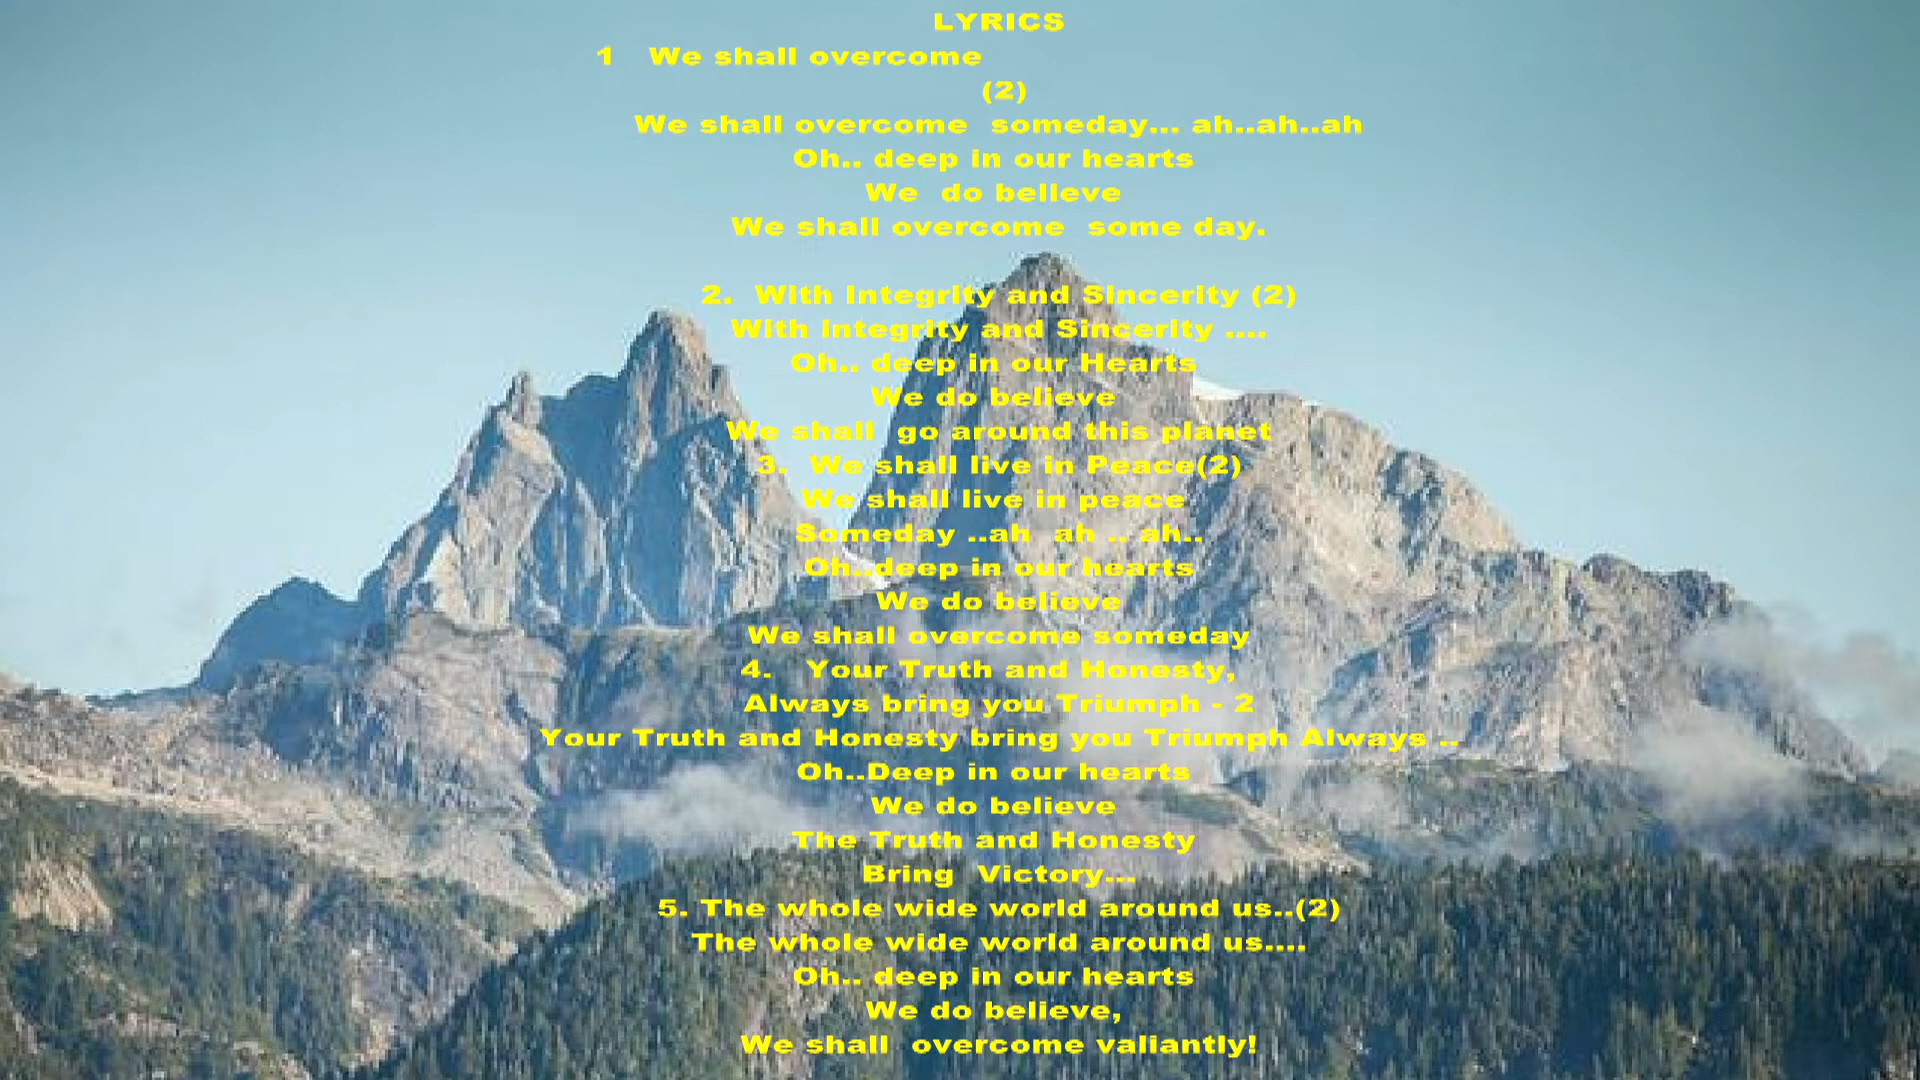 LYRICS
1 We shall overcome
(2)
We shall overcome someday... ah..ah..ah
Oh.. deep in our hearts
We do believe
We shall overcome some day.
2. With Integrity and Sincerity (2)
With Integrity and Sincerity ....
Oh.. deep in our Hearts
We do believe
We shall go around this planet
3. We shall live in Peace(2)
We shall live in peace
Someday ..ah ah .. ah..
Oh..deep in our hearts
We do believe
We shall overcome someday
4. Your Truth and Honesty,
Always bring you Triumph - 2
Your Truth and Honesty bring you Triumph Always ..
Oh..Deep in our hearts
We do believe
The Truth and Honesty
Bring Victory...
5. The whole wide world around us..(2)
The whole wide world around us....
Oh.. deep in our hearts
We do believe,
We shall overcome valiantly!